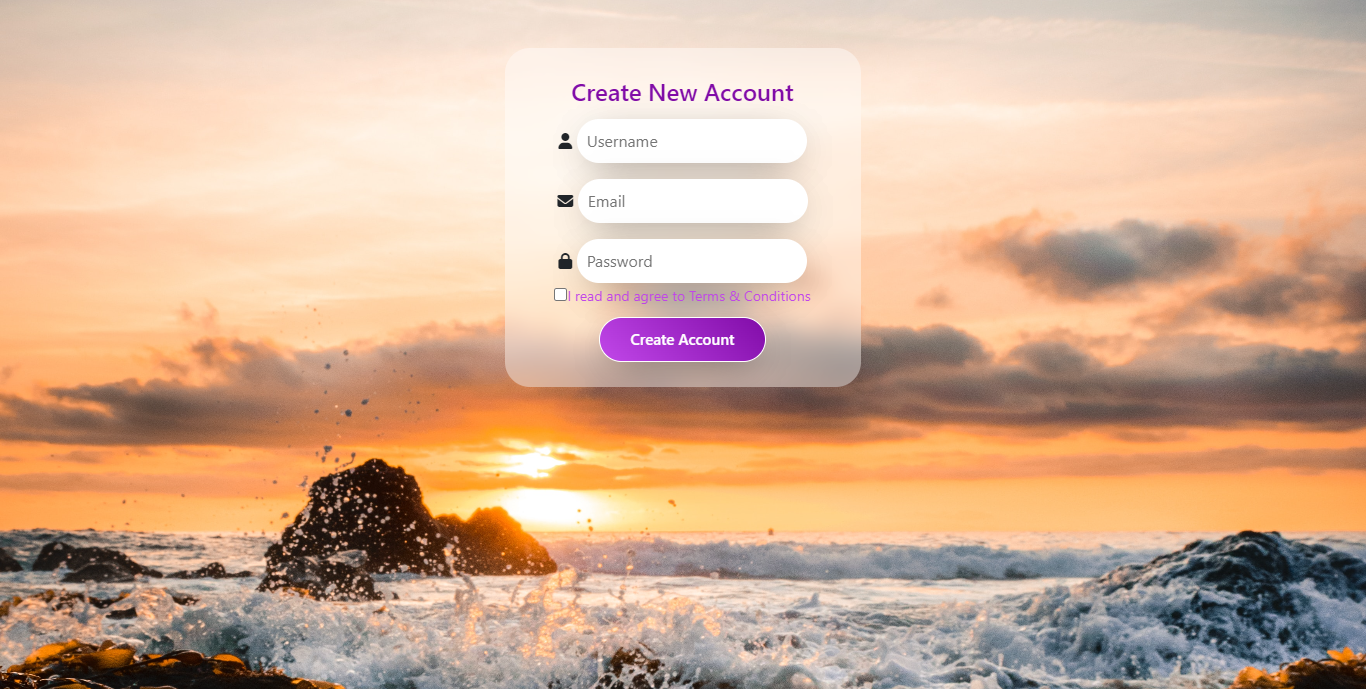 Create New Account
Username
Email
Password
I read and agree to Terms & Conditions
Create Account